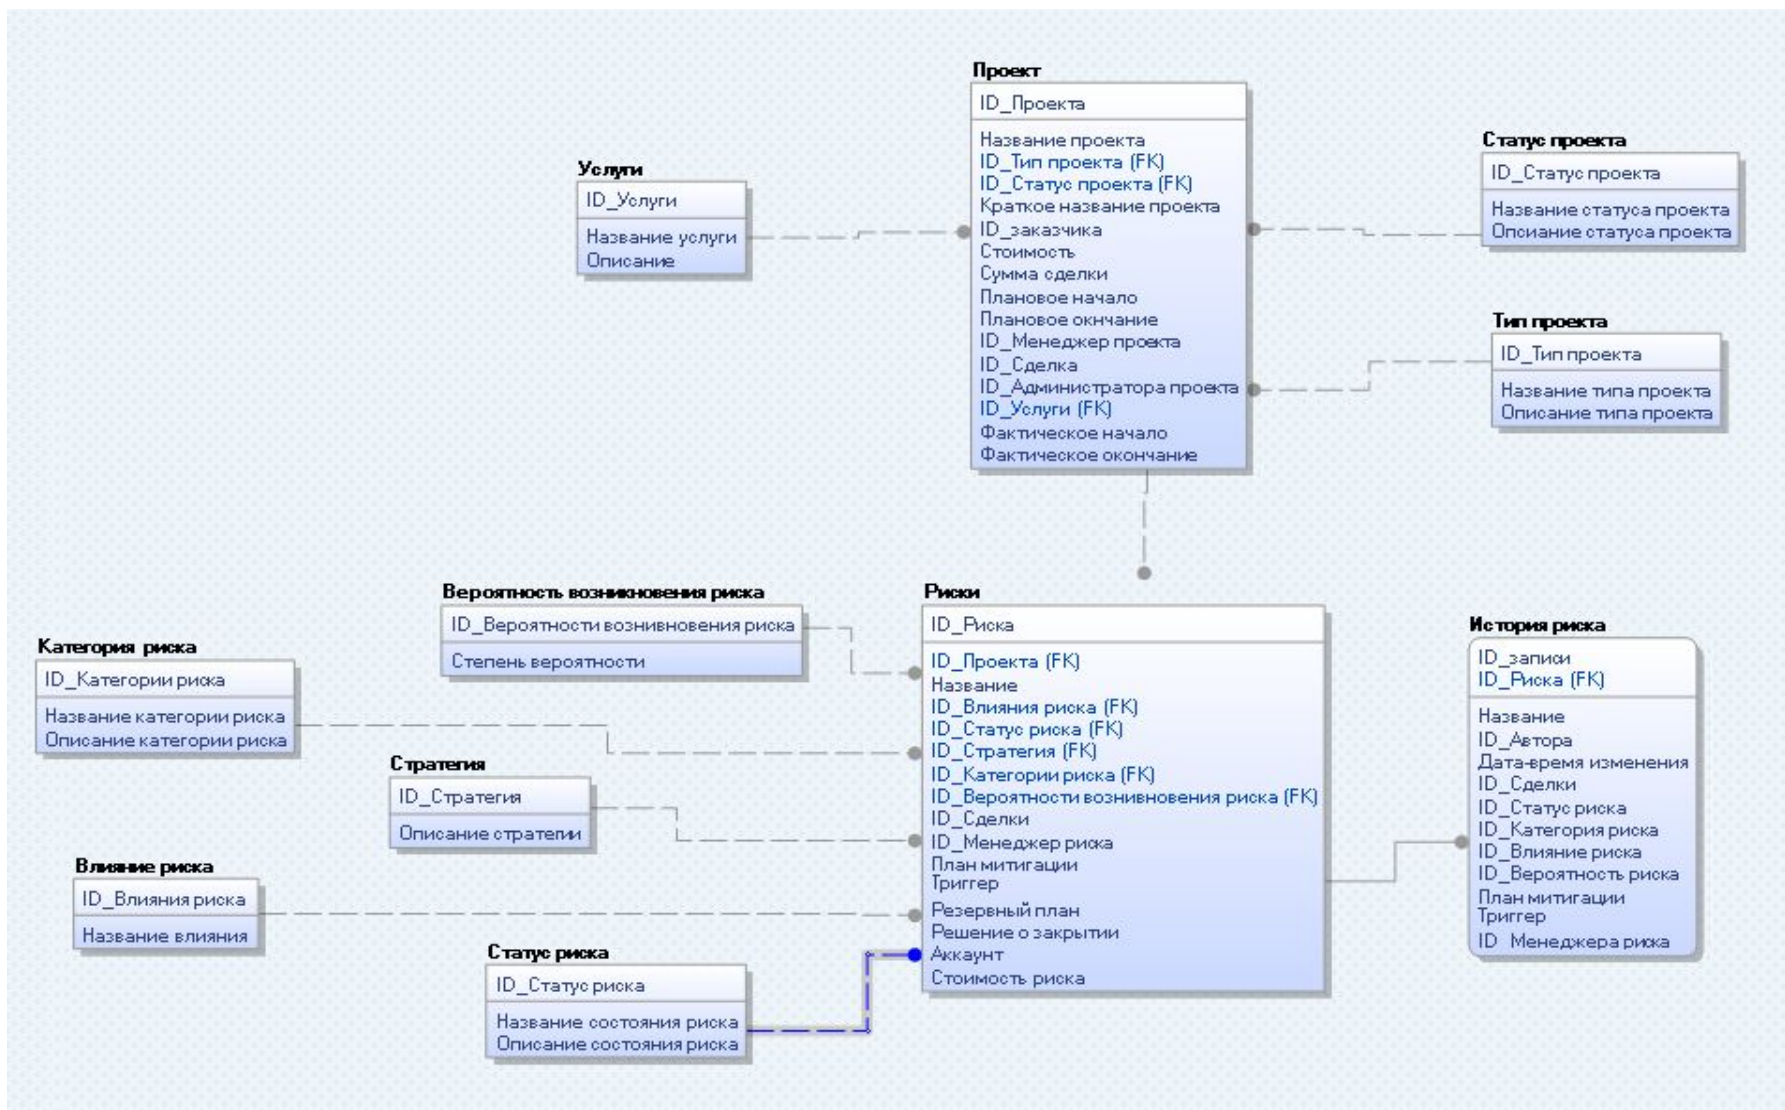 Проект
ID_Проекта
Название проекта
ID_Тип проекта (FK)
ID_Статус проекта (FK)
Краткое название проекта
ID_заказчика
Стоимость
Сумма сделки
Плановое начало
Плановое окнчание
ID_Менеджер проекта
ID_Сделка
ID_Администратора проекта
ID_Услуги (FK)
Фактическое начало
Фактическое окончание
Услуги
ID_Услуги
Название услуги
Описание
Статус проекта
ID_Статус проекта
Название статуса проекта
Опсиание статуса проекта
Тип проекта
ID_Тип проекта
Название типа проекта
Описание типа проекта
Вероятность возникновения риска
ID_Вероятности вознивновения риска
Степень вероятности
Категория риска
ID_Категории риска
Название категории риска
Описание категории риска
Стратегия
ID_Стратегия
Описание стратегии
Влияние риска
ID_Влияния риска
Название влияния
Статус риска
ID_Статус риска
Название состояния риска
Описание состояния риска
Риски
ID_Риска
ID_Проекта (FK)
Название
ID_Влияния риска (FK)
ID_Статус риска (FK)
ID_Стратегия (FK)
ID_Категории риска (FK)
ID_Вероятности вознивновения риска (FK)
ID_Сделки
ID_Менеджер риска
План митигации
Триггер
Резервный план
Решение о закрытии
Аккаунт
Стоимость риска
История риска
ID_записи
ID_Риска (FK)
Название
ID_Автора
Дата-время изменения
ID_Сделки
ID_Статус риска
ID_Категория риска
ID_Влияние риска
ID_Вероятность риска
План митигации
Триггер
ID_Менеджера риска